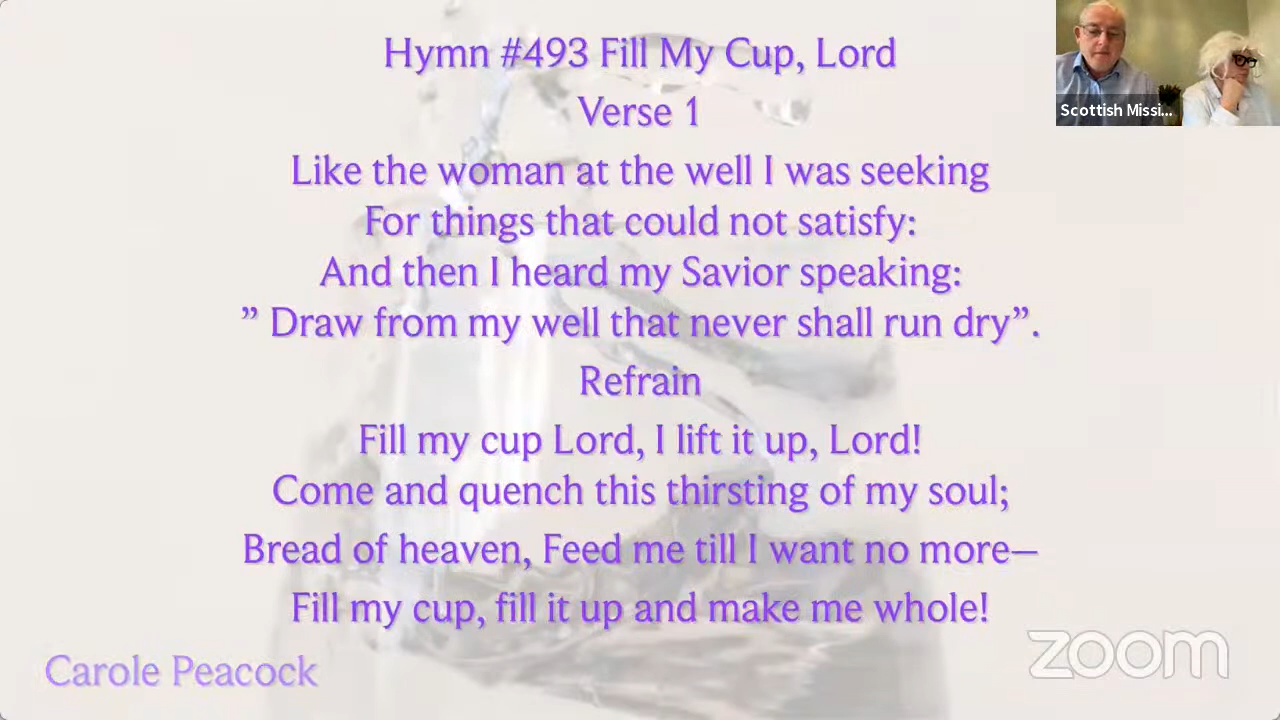 Hymn #493 Fill My Cup, Lord
Verse 1
Like the woman at the well I was seeking
For things that could not satisfy:
And then I heard my Savior speaking:
” Draw from my well that never shall run dry”.
Refrain
Fill my cup Lord, I lift it up, Lord!
Come and quench this thirsting of my soul;
Bread of heaven, Feed me till I want no more—
Fill my cup, fill it up and make me whole!
Carole Peacock
zoom
Scottish Missi...